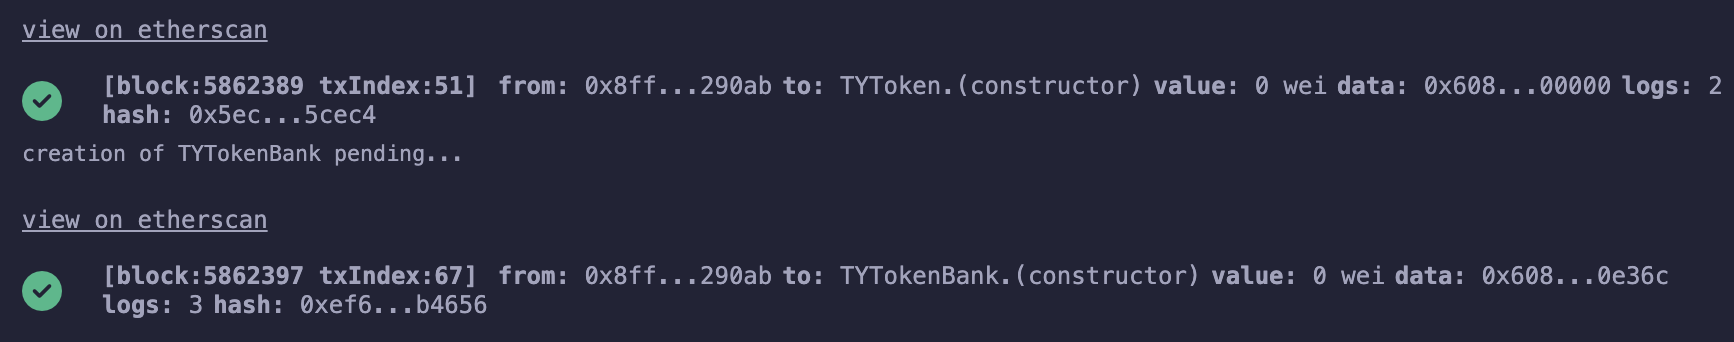 view on etherscan
[block:5862389 txIndex:51] from: 0x8ff...290ab to: TYToken.(constructor) value: 0 wei data: 0x608...00000 logs: 2
hash: 0x5ec...5cec4
creation of TYTokenBank pending...
view on etherscan
[block:5862397 txIndex:67] from: 0x8ff...290ab to: TYTokenBank.(constructor) value: 0 wei data: 0x608...0e36c
logs: 3 hash: 0xef6...b4656